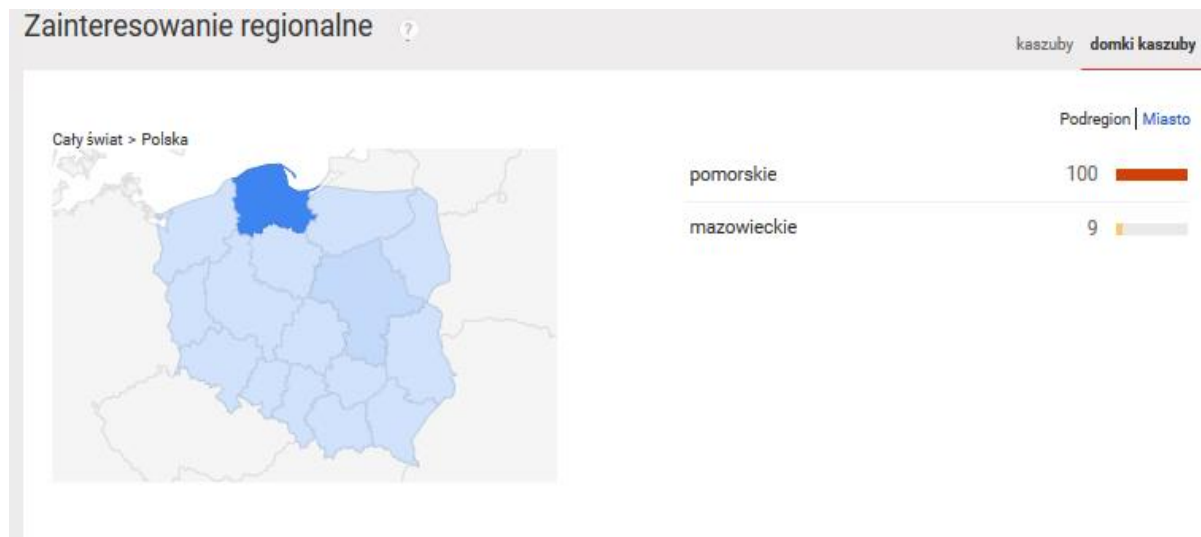 Zainteresowanie regionalne ?
kaszuby domki kaszuby
Podregion | Miasto
Cały świat > Polska
pomorskie 100
mazowieckie 9